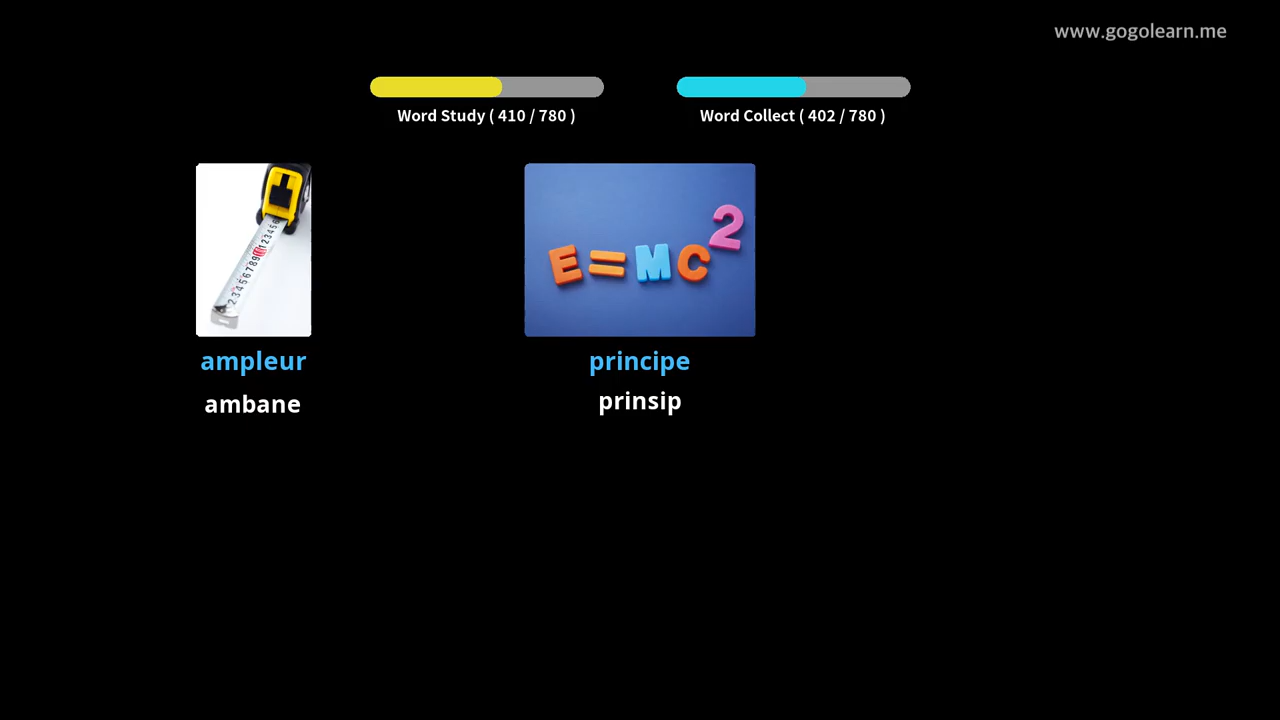 www.gogolearn.me
Word Study ( 410 / 780 )
Word Collect ( 402 / 780 )
E=MC2
ampleur
principe
ambane
prinsip